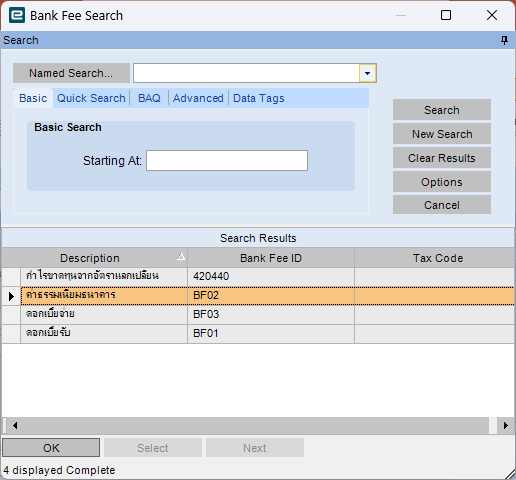 Bank Fee Search
Search
Named Search...
Basic Quick Search BAQ Advanced Data Tags
Basic Search
Starting At:
Search
New Search
Clear Results
Options
Cancel
Search Results
Description Bank Fee ID Tax Code
กำไรขาดทุนจากอัตราแลกเปลี่ยน 420440
ค่าธรรมเนียมธนาคาร BF02
ดอกเบี้ยจ่าย BF03
ดอกเบี้ยรับ BF01
OK Select Next
4 displayed Complete